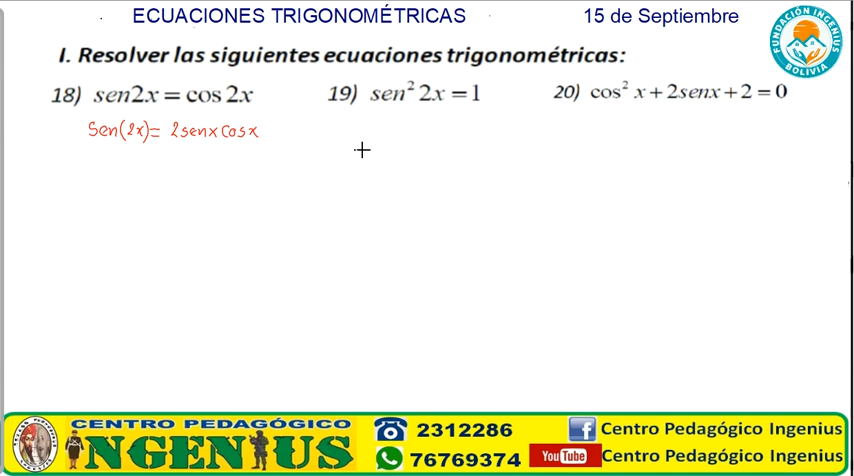 ECUACIONES TRIGONOMÉTRICAS 15 de Septiembre
FUNDACIÓN INGENIUS
BOLIVIA
I. Resolver las siguientes ecuaciones trigonométricas:
18) sen2x = cos 2x 19) sen² 2x = 1 20) cos² x + 2senx + 2 = 0
Sen(2x) = 2senx cosx
CENTRO PEDAGÓGICO
INGENIUS
2312286
76769374
Centro Pedagógico Ingenius
YouTube Centro Pedagógico Ingenius